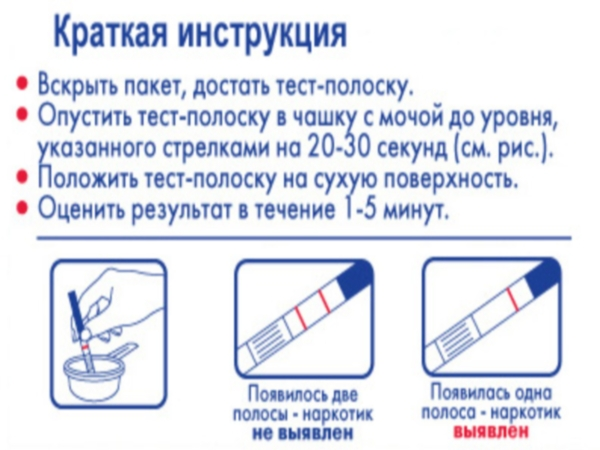 Краткая инструкция
• Вскрыть пакет, достать тест-полоску.
• Опустить тест-полоску в чашку с мочой до уровня,
указанного стрелками на 20-30 секунд (см. рис.).
• Положить тест-полоску на сухую поверхность.
• Оценить результат в течение 1-5 минут.
Появилось две
полосы - наркотик
не выявлен
Появилась одна
полоса - наркотик
выявлен